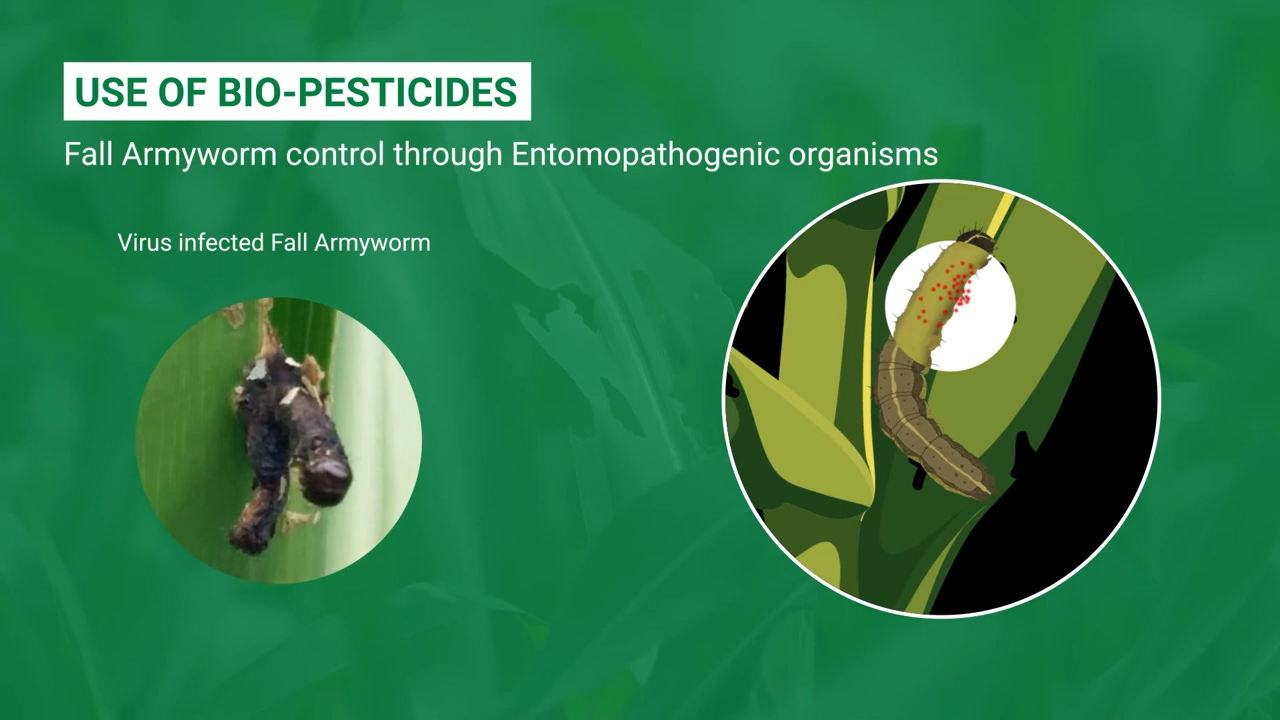 USE OF BIO-PESTICIDES
Fall Armyworm control through Entomopathogenic organisms
Virus infected Fall Armyworm